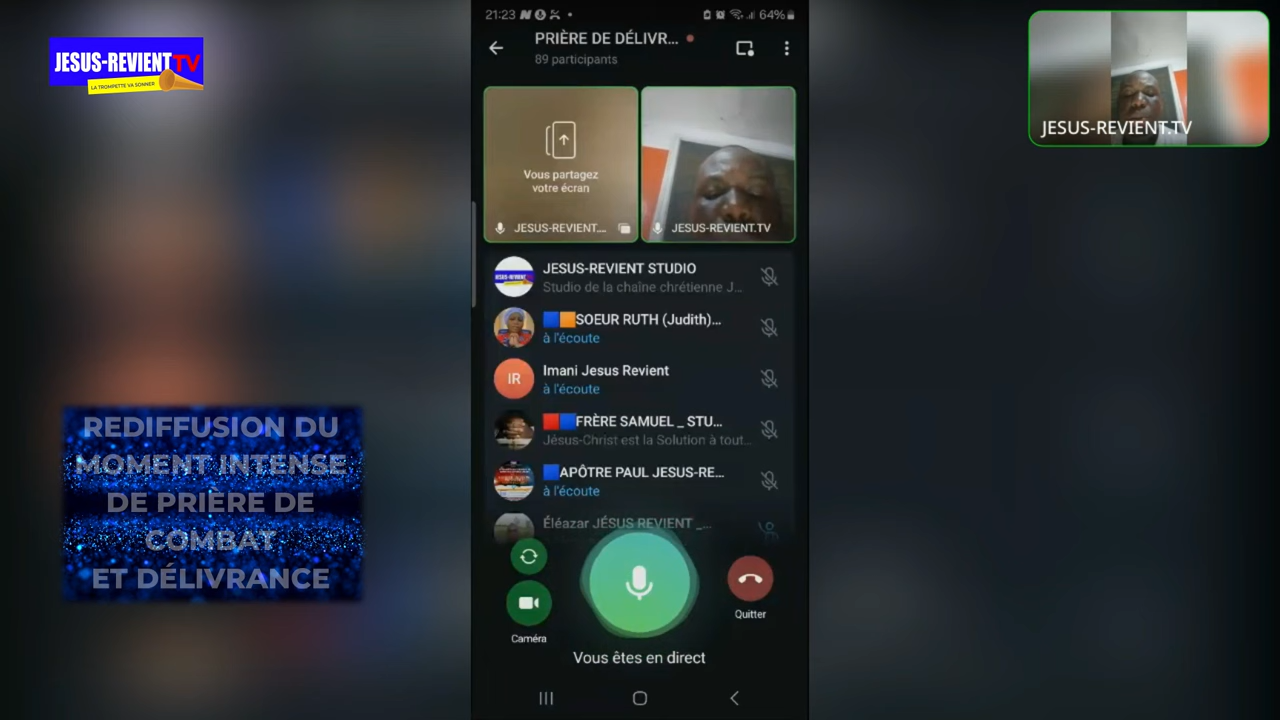 JESUS-REVIENT TV
LA TROMPETTE VA SONNER
REDIFFUSION DU
MOMENT INTENSE
DE PRIÈRE DE
COMBAT
ET DÉLIVRANCE
21:23
64%
PRIÈRE DE DÉLIVR...
89 participants
Vous partagez
votre écran
JESUS-REVIENT....
JESUS-REVIENT.TV
JESUS-REVIENT STUDIO
Studio de la chaîne chrétienne J...
SOEUR RUTH (Judith)...
à l'écoute
IR
Imani Jesus Revient
à l'écoute
FRÈRE SAMUEL _ STU...
Jésus-Christ est la Solution à tout...
APÔTRE PAUL JESUS-RE...
à l'écoute
Éléazar JÉSUS REVIENT _...
Caméra
Quitter
Vous êtes en direct
JESUS-REVIENT.TV